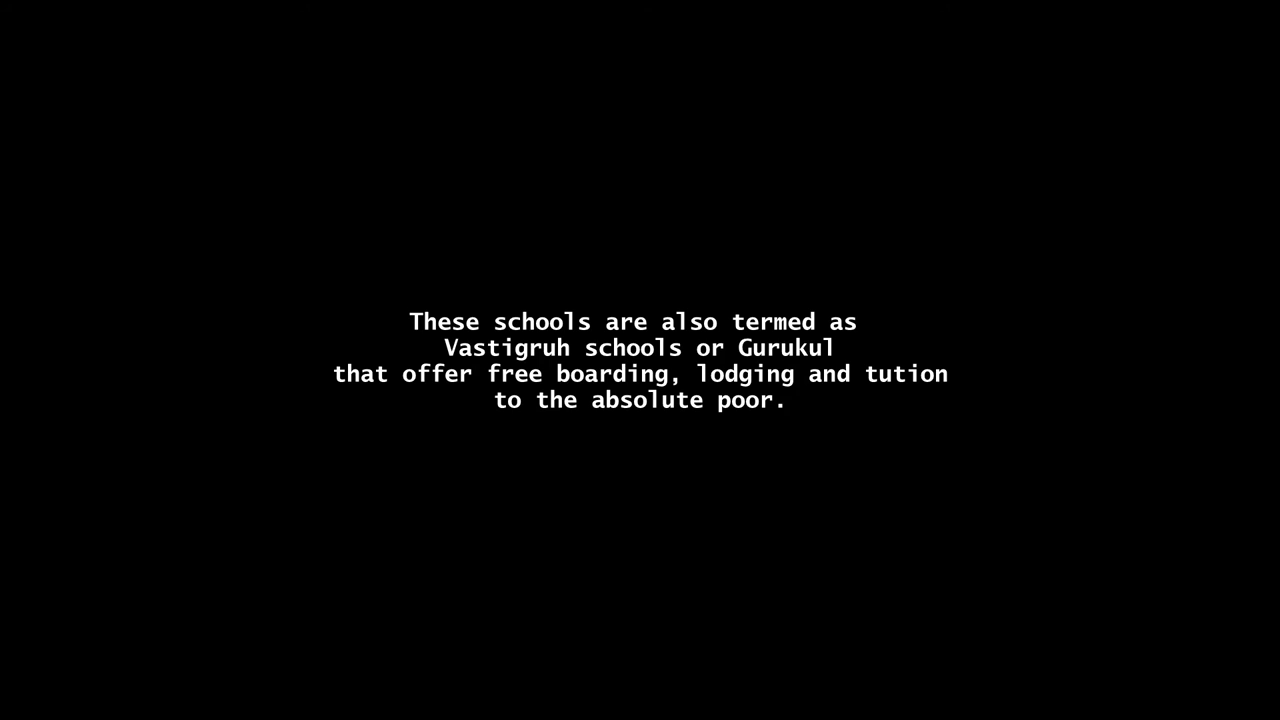 These schools are also termed as
Vastigruh schools or Gurukul
that offer free boarding, lodging and tution
to the absolute poor.